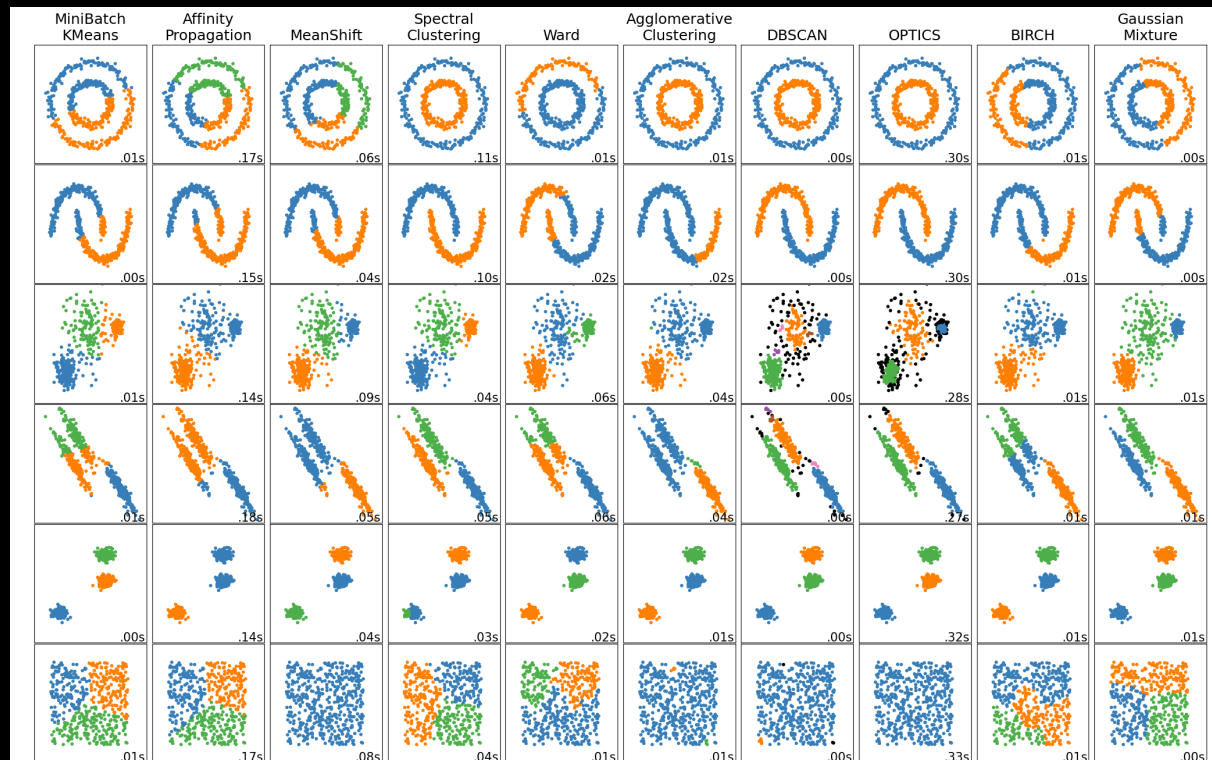 MiniBatch
KMeans
Affinity
Propagation
MeanShift
Spectral
Clustering
Ward
Agglomerative
Clustering
DBSCAN
OPTICS
BIRCH
Gaussian
Mixture
.01s .17s .06s .11s .01s .01s .00s .30s .01s .00s
.00s .15s .04s .10s .02s .02s .00s .30s .01s .00s
.01s .14s .09s .04s .06s .04s .00s .28s .01s .01s
.01s .18s .05s .05s .06s .04s .00s .27s .01s .01s
.00s .14s .04s .03s .02s .01s .00s .32s .01s .01s
.01s .17s .08s .04s .01s .01s .00s .33s .01s .00s